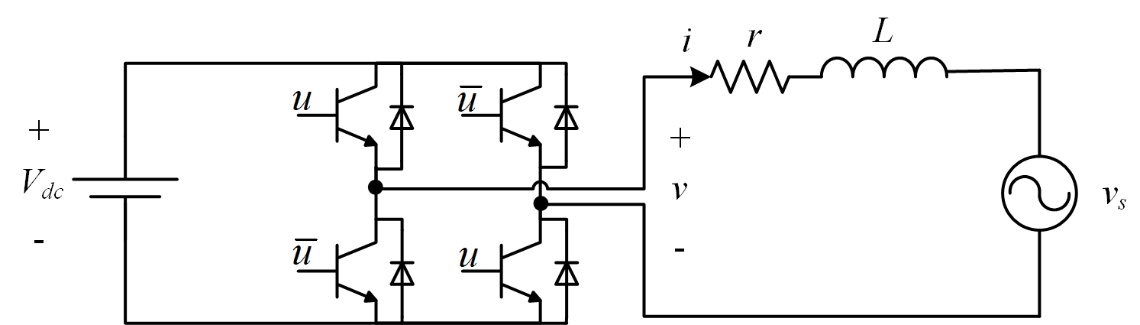 i r L
u u̅
+ +
V_dc v v_s
- -
u̅ u